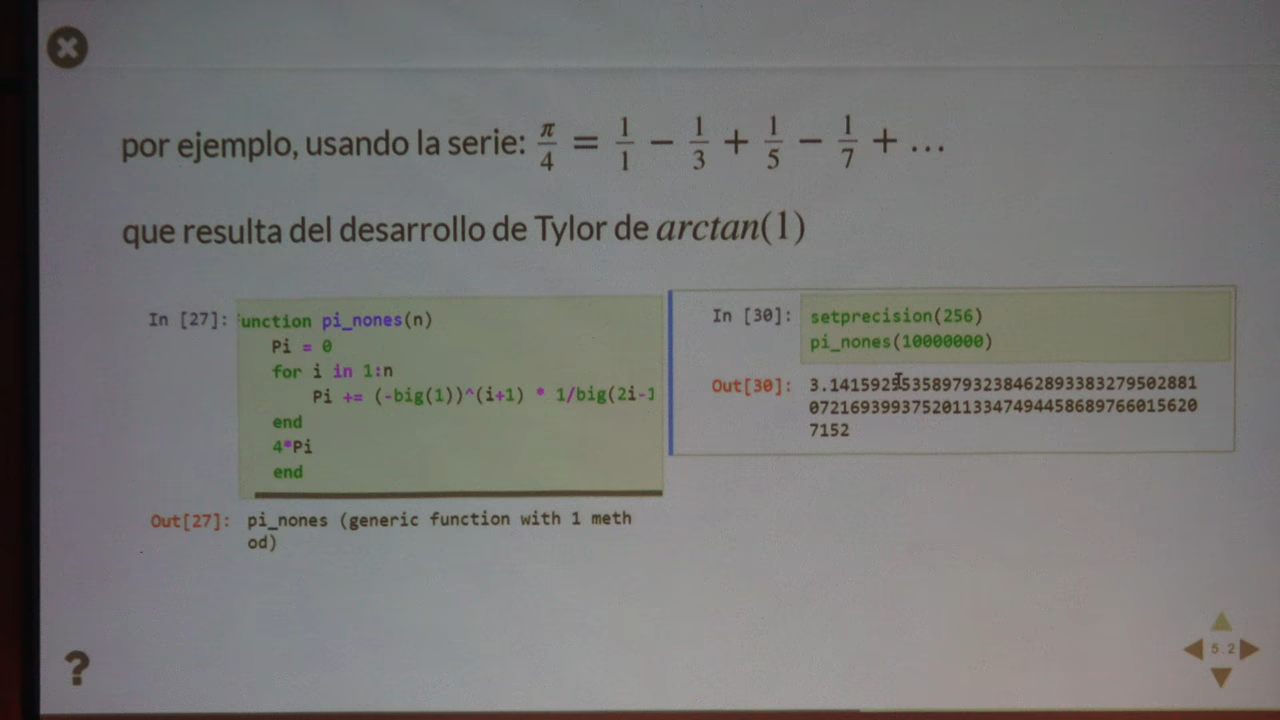 por ejemplo, usando la serie: π/4 = 1/1 − 1/3 + 1/5 − 1/7 + ...
que resulta del desarrollo de Tylor de arctan(1)
In [27]: unction pi_nones(n)
Pi = 0
for i in 1:n
Pi += (-big(1))^(i+1) * 1/big(2i-1
end
4*Pi
end
Out[27]: pi_nones (generic function with 1 meth
od)
In [30]: setprecision(256)
pi_nones(10000000)
Out[30]: 3.141592553589793238462893383279502881
07216939937520113347494458689766015620
7152
5.2
?